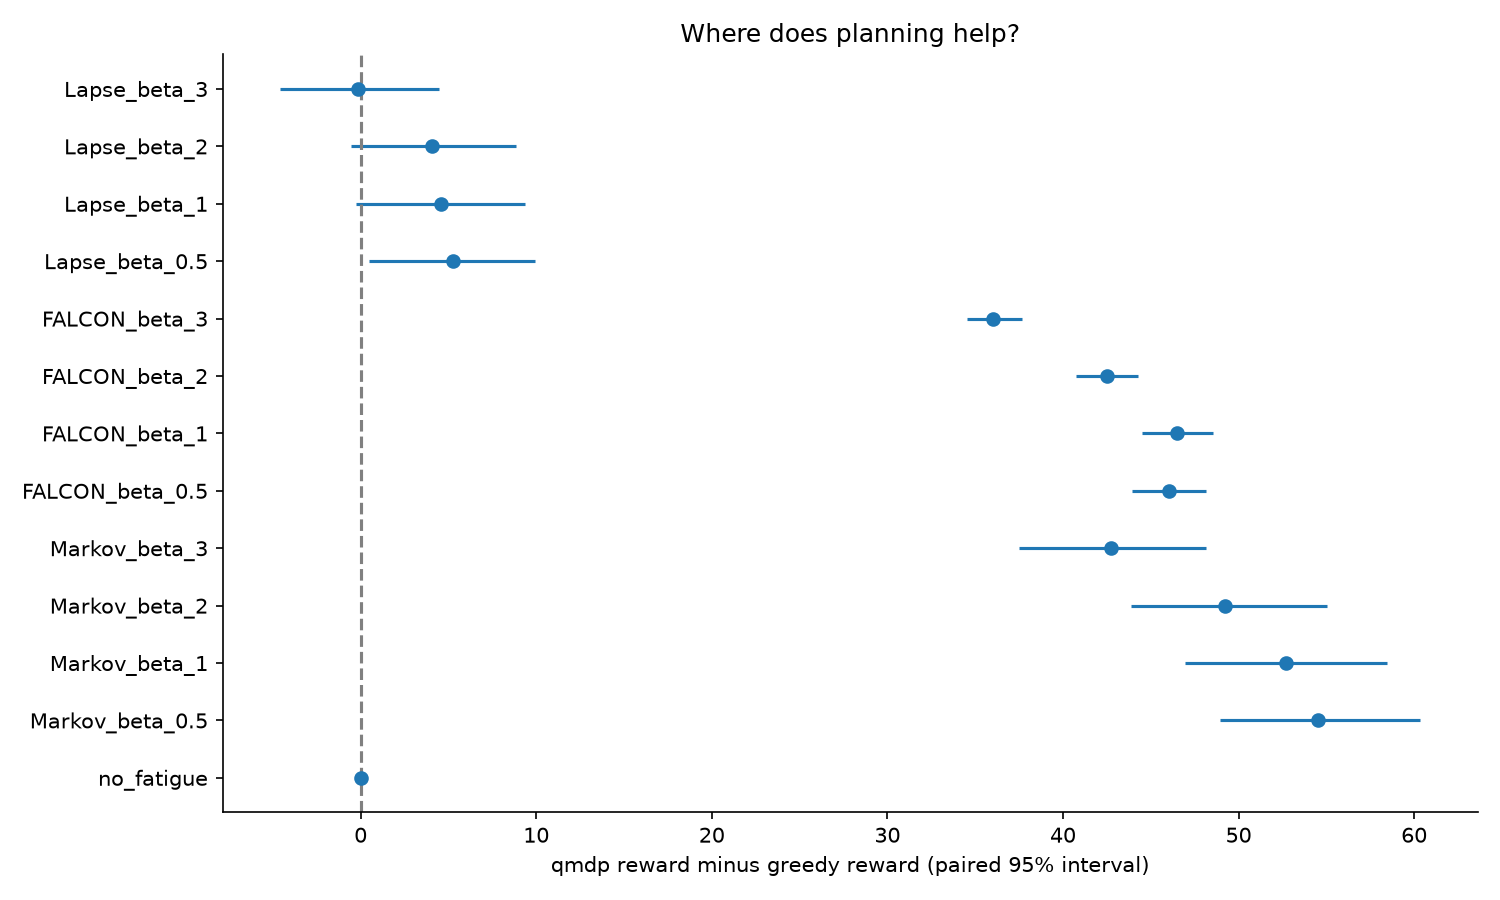 Where does planning help?
Lapse_beta_3
Lapse_beta_2
Lapse_beta_1
Lapse_beta_0.5
FALCON_beta_3
FALCON_beta_2
FALCON_beta_1
FALCON_beta_0.5
Markov_beta_3
Markov_beta_2
Markov_beta_1
Markov_beta_0.5
no_fatigue
0 10 20 30 40 50 60
qmdp reward minus greedy reward (paired 95% interval)